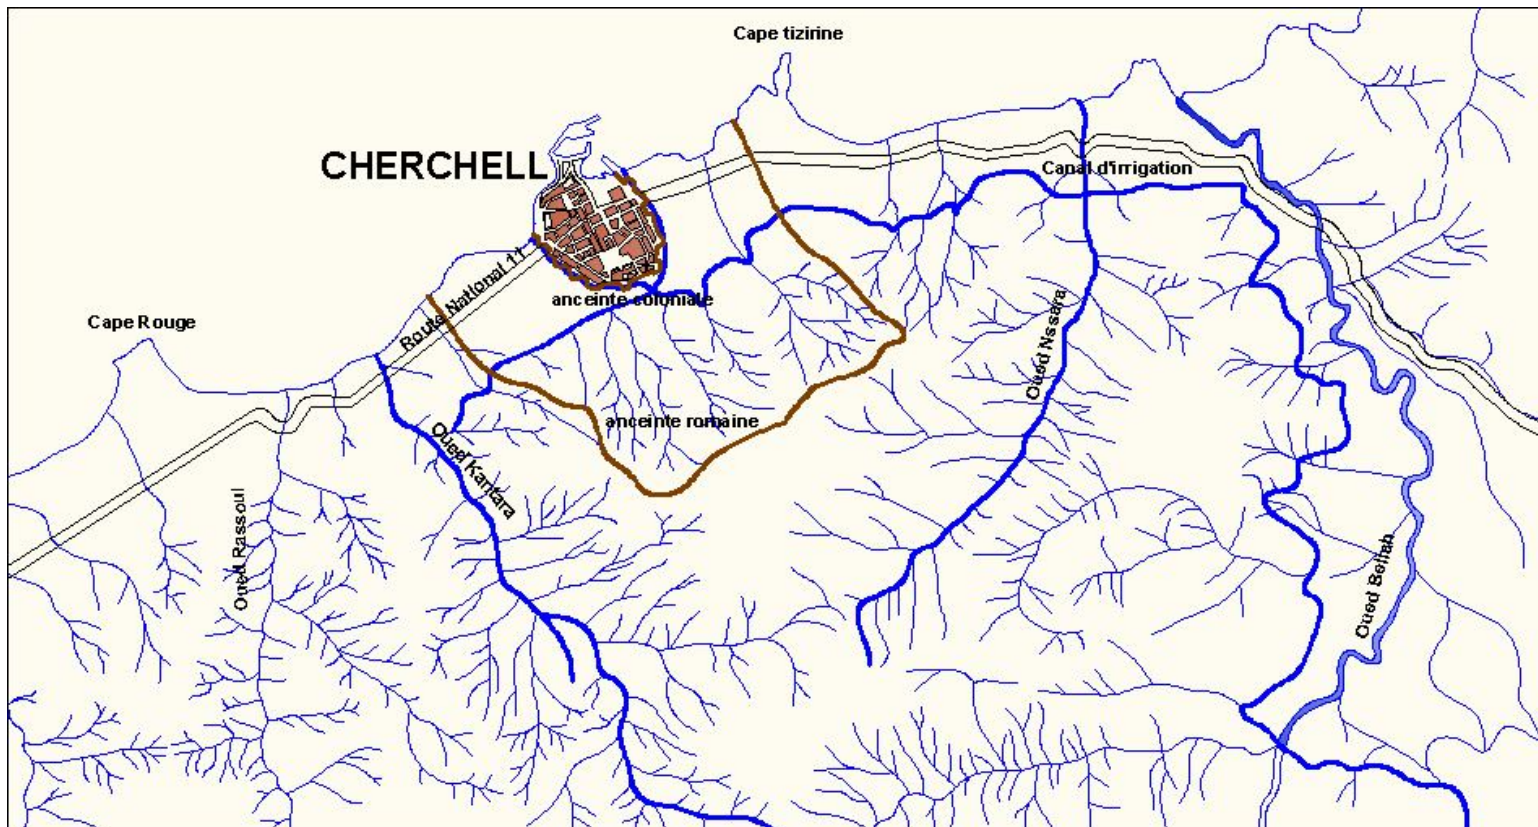 Cape tizirine
CHERCHELL
Canal d'irrigation
Route National 11
anceinte coloniale
Cape Rouge
Oued Nssara
anceinte romaine
Oued Kantara
Oued Rassoul
Oued Bellah